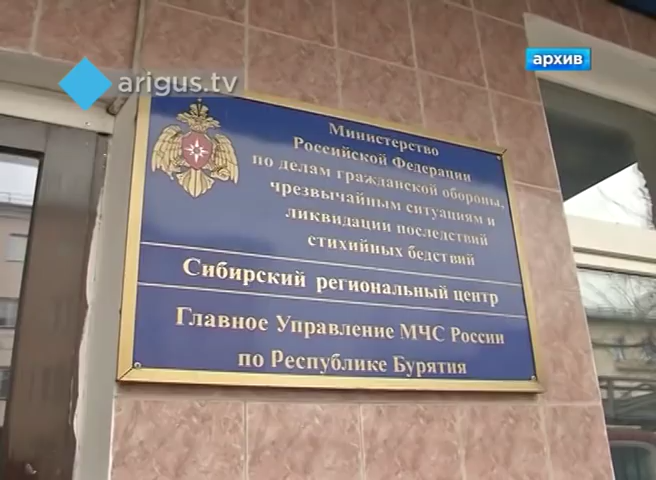 архив
arigus.tv
Министерство
Российской Федерации
по делам гражданской обороны,
чрезвычайным ситуациям и
ликвидации последствий
стихийных бедствий
Сибирский региональный центр
Главное Управление МЧС России
по Республике Бурятия